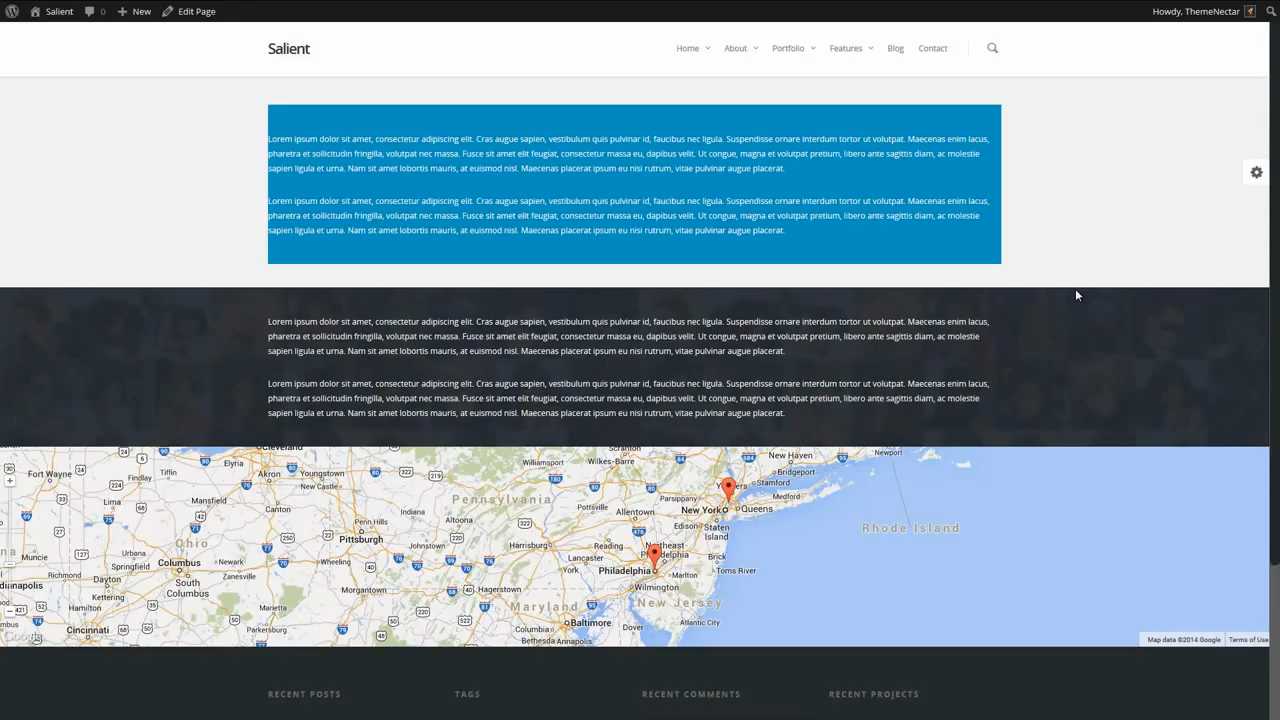 Salient 0 New Edit Page Howdy, ThemeNectar
Salient Home About Portfolio Features Blog Contact
Lorem ipsum dolor sit amet, consectetur adipiscing elit. Cras augue sapien, vestibulum quis pulvinar id, faucibus nec ligula. Suspendisse ornare interdum tortor ut volutpat. Maecenas enim lacus,
pharetra et sollicitudin fringilla, volutpat nec massa. Fusce sit amet elit feugiat, consectetur massa eu, dapibus velit. Ut congue, magna et volutpat pretium, libero ante sagittis diam, ac molestie
sapien ligula et urna. Nam sit amet lobortis mauris, at euismod nisl. Maecenas placerat ipsum eu nisi rutrum, vitae pulvinar augue placerat.
Lorem ipsum dolor sit amet, consectetur adipiscing elit. Cras augue sapien, vestibulum quis pulvinar id, faucibus nec ligula. Suspendisse ornare interdum tortor ut volutpat. Maecenas enim lacus,
pharetra et sollicitudin fringilla, volutpat nec massa. Fusce sit amet elit feugiat, consectetur massa eu, dapibus velit. Ut congue, magna et volutpat pretium, libero ante sagittis diam, ac molestie
sapien ligula et urna. Nam sit amet lobortis mauris, at euismod nisl. Maecenas placerat ipsum eu nisi rutrum, vitae pulvinar augue placerat.
Lorem ipsum dolor sit amet, consectetur adipiscing elit. Cras augue sapien, vestibulum quis pulvinar id, faucibus nec ligula. Suspendisse ornare interdum tortor ut volutpat. Maecenas enim lacus,
pharetra et sollicitudin fringilla, volutpat nec massa. Fusce sit amet elit feugiat, consectetur massa eu, dapibus velit. Ut congue, magna et volutpat pretium, libero ante sagittis diam, ac molestie
sapien ligula et urna. Nam sit amet lobortis mauris, at euismod nisl. Maecenas placerat ipsum eu nisi rutrum, vitae pulvinar augue placerat.
Lorem ipsum dolor sit amet, consectetur adipiscing elit. Cras augue sapien, vestibulum quis pulvinar id, faucibus nec ligula. Suspendisse ornare interdum tortor ut volutpat. Maecenas enim lacus,
pharetra et sollicitudin fringilla, volutpat nec massa. Fusce sit amet elit feugiat, consectetur massa eu, dapibus velit. Ut congue, magna et volutpat pretium, libero ante sagittis diam, ac molestie
sapien ligula et urna. Nam sit amet lobortis mauris, at euismod nisl. Maecenas placerat ipsum eu nisi rutrum, vitae pulvinar augue placerat.
Cleveland Scranton New Haven Newport
Elyria Williamsport Wilkes-Barre Bridgeport
Fort Wayne Tiffin Akron Youngstown Stamford
Findlay New Castle Parsippany Medford
Lima Mansfield Canton Pennsylvania Pottsville New York Queens
Marion Indiana Altoona Allentown Edison Staten Island
Penn Hills Rhode Island
Ohio Pittsburgh Johnstown Harrisburg Reading Northeast Philadelphia
Muncie Springfield Newark Wheeling Lancaster Brick
Columbus York Philadelphia Marlton Toms River
Dayton Zanesville Morgantown Hagerstown Wilmington
South Columbus
Hamilton Marietta Maryland New Jersey
Cincinnati Parkersburg Columbia Baltimore Dover Atlantic City
Bethesda Annapolis
Google Map data ©2014 Google Terms of Use
RECENT POSTS TAGS RECENT COMMENTS RECENT PROJECTS